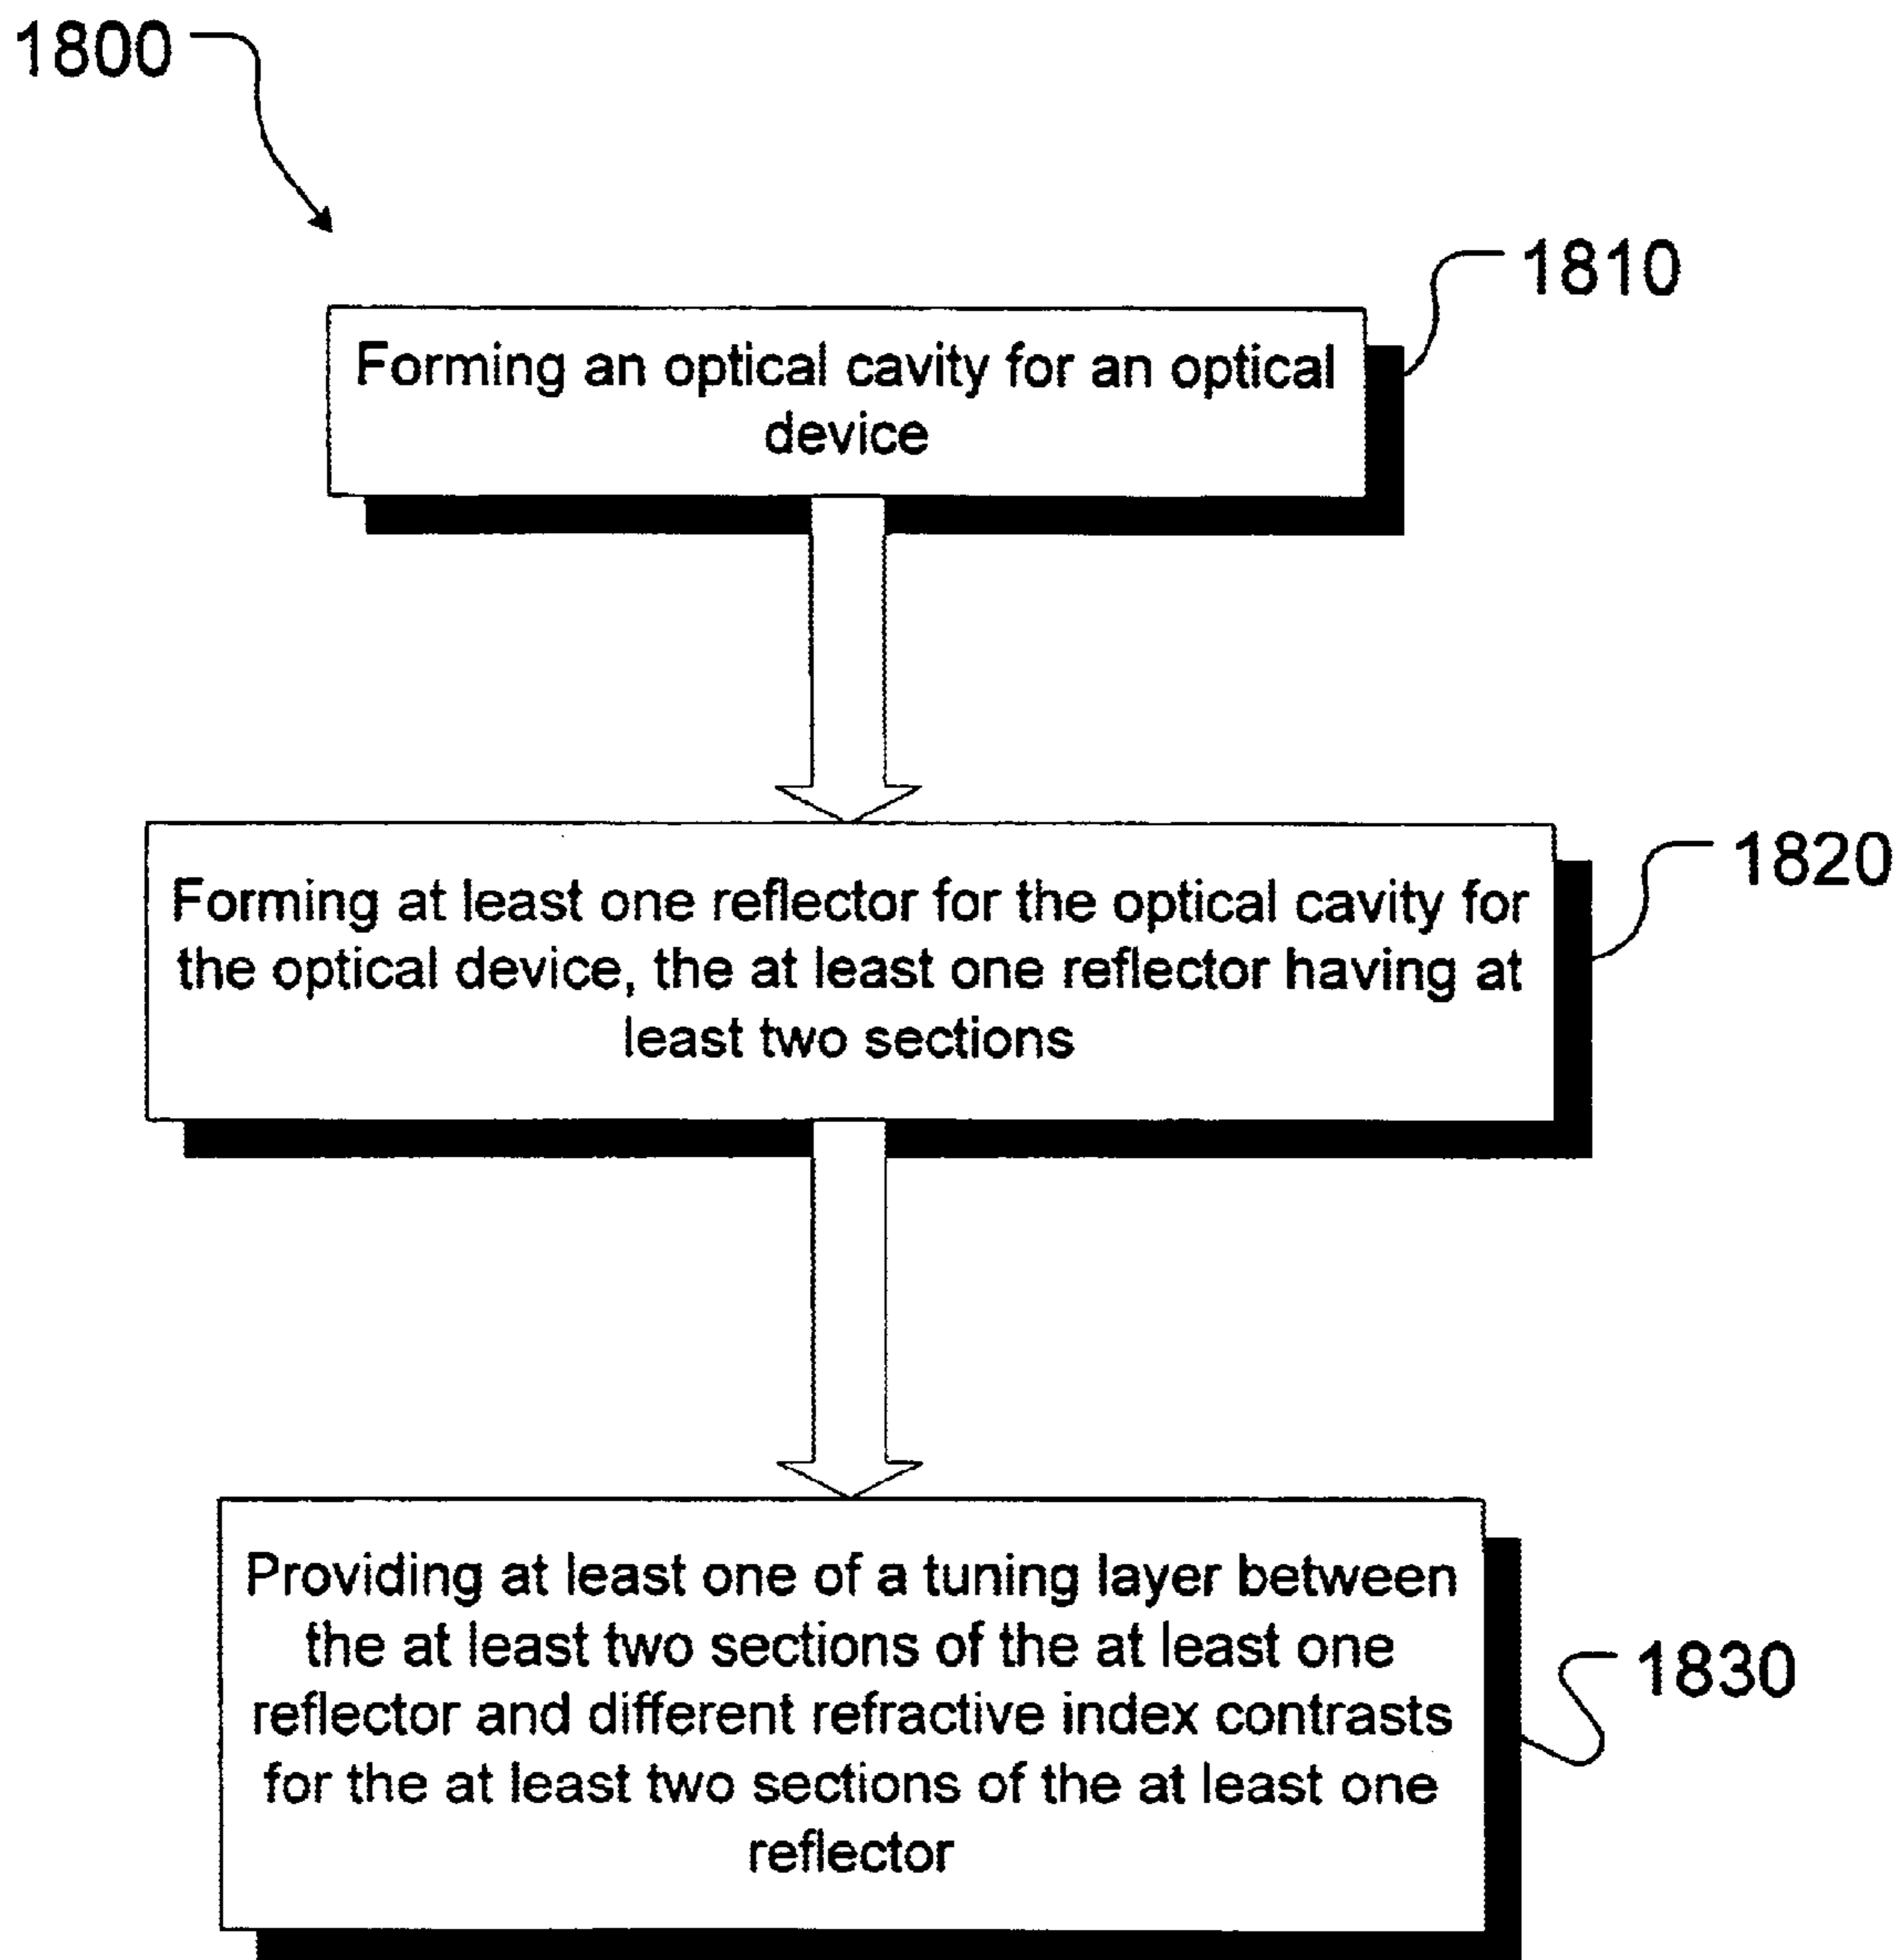 1800
1810
Forming an optical cavity for an optical
device
1820
Forming at least one reflector for the optical cavity for
the optical device, the at least one reflector having at
least two sections
Providing at least one of a tuning layer between
the at least two sections of the at least one
1830
reflector and different refractive index contrasts
for the at least two sections of the at least one
reflector